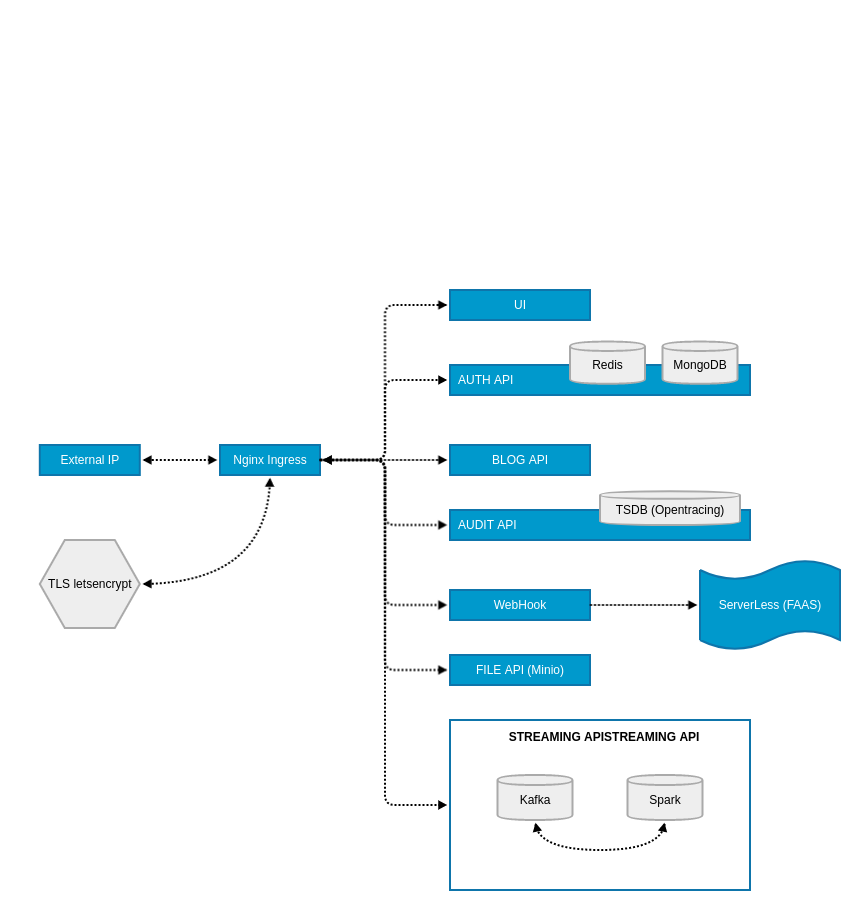 UI
Redis
MongoDB
AUTH API
External IP
Nginx Ingress
BLOG API
TSDB (Opentracing)
AUDIT API
TLS letsencrypt
WebHook
ServerLess (FAAS)
FILE API (Minio)
STREAMING APISTREAMING API
Kafka
Spark